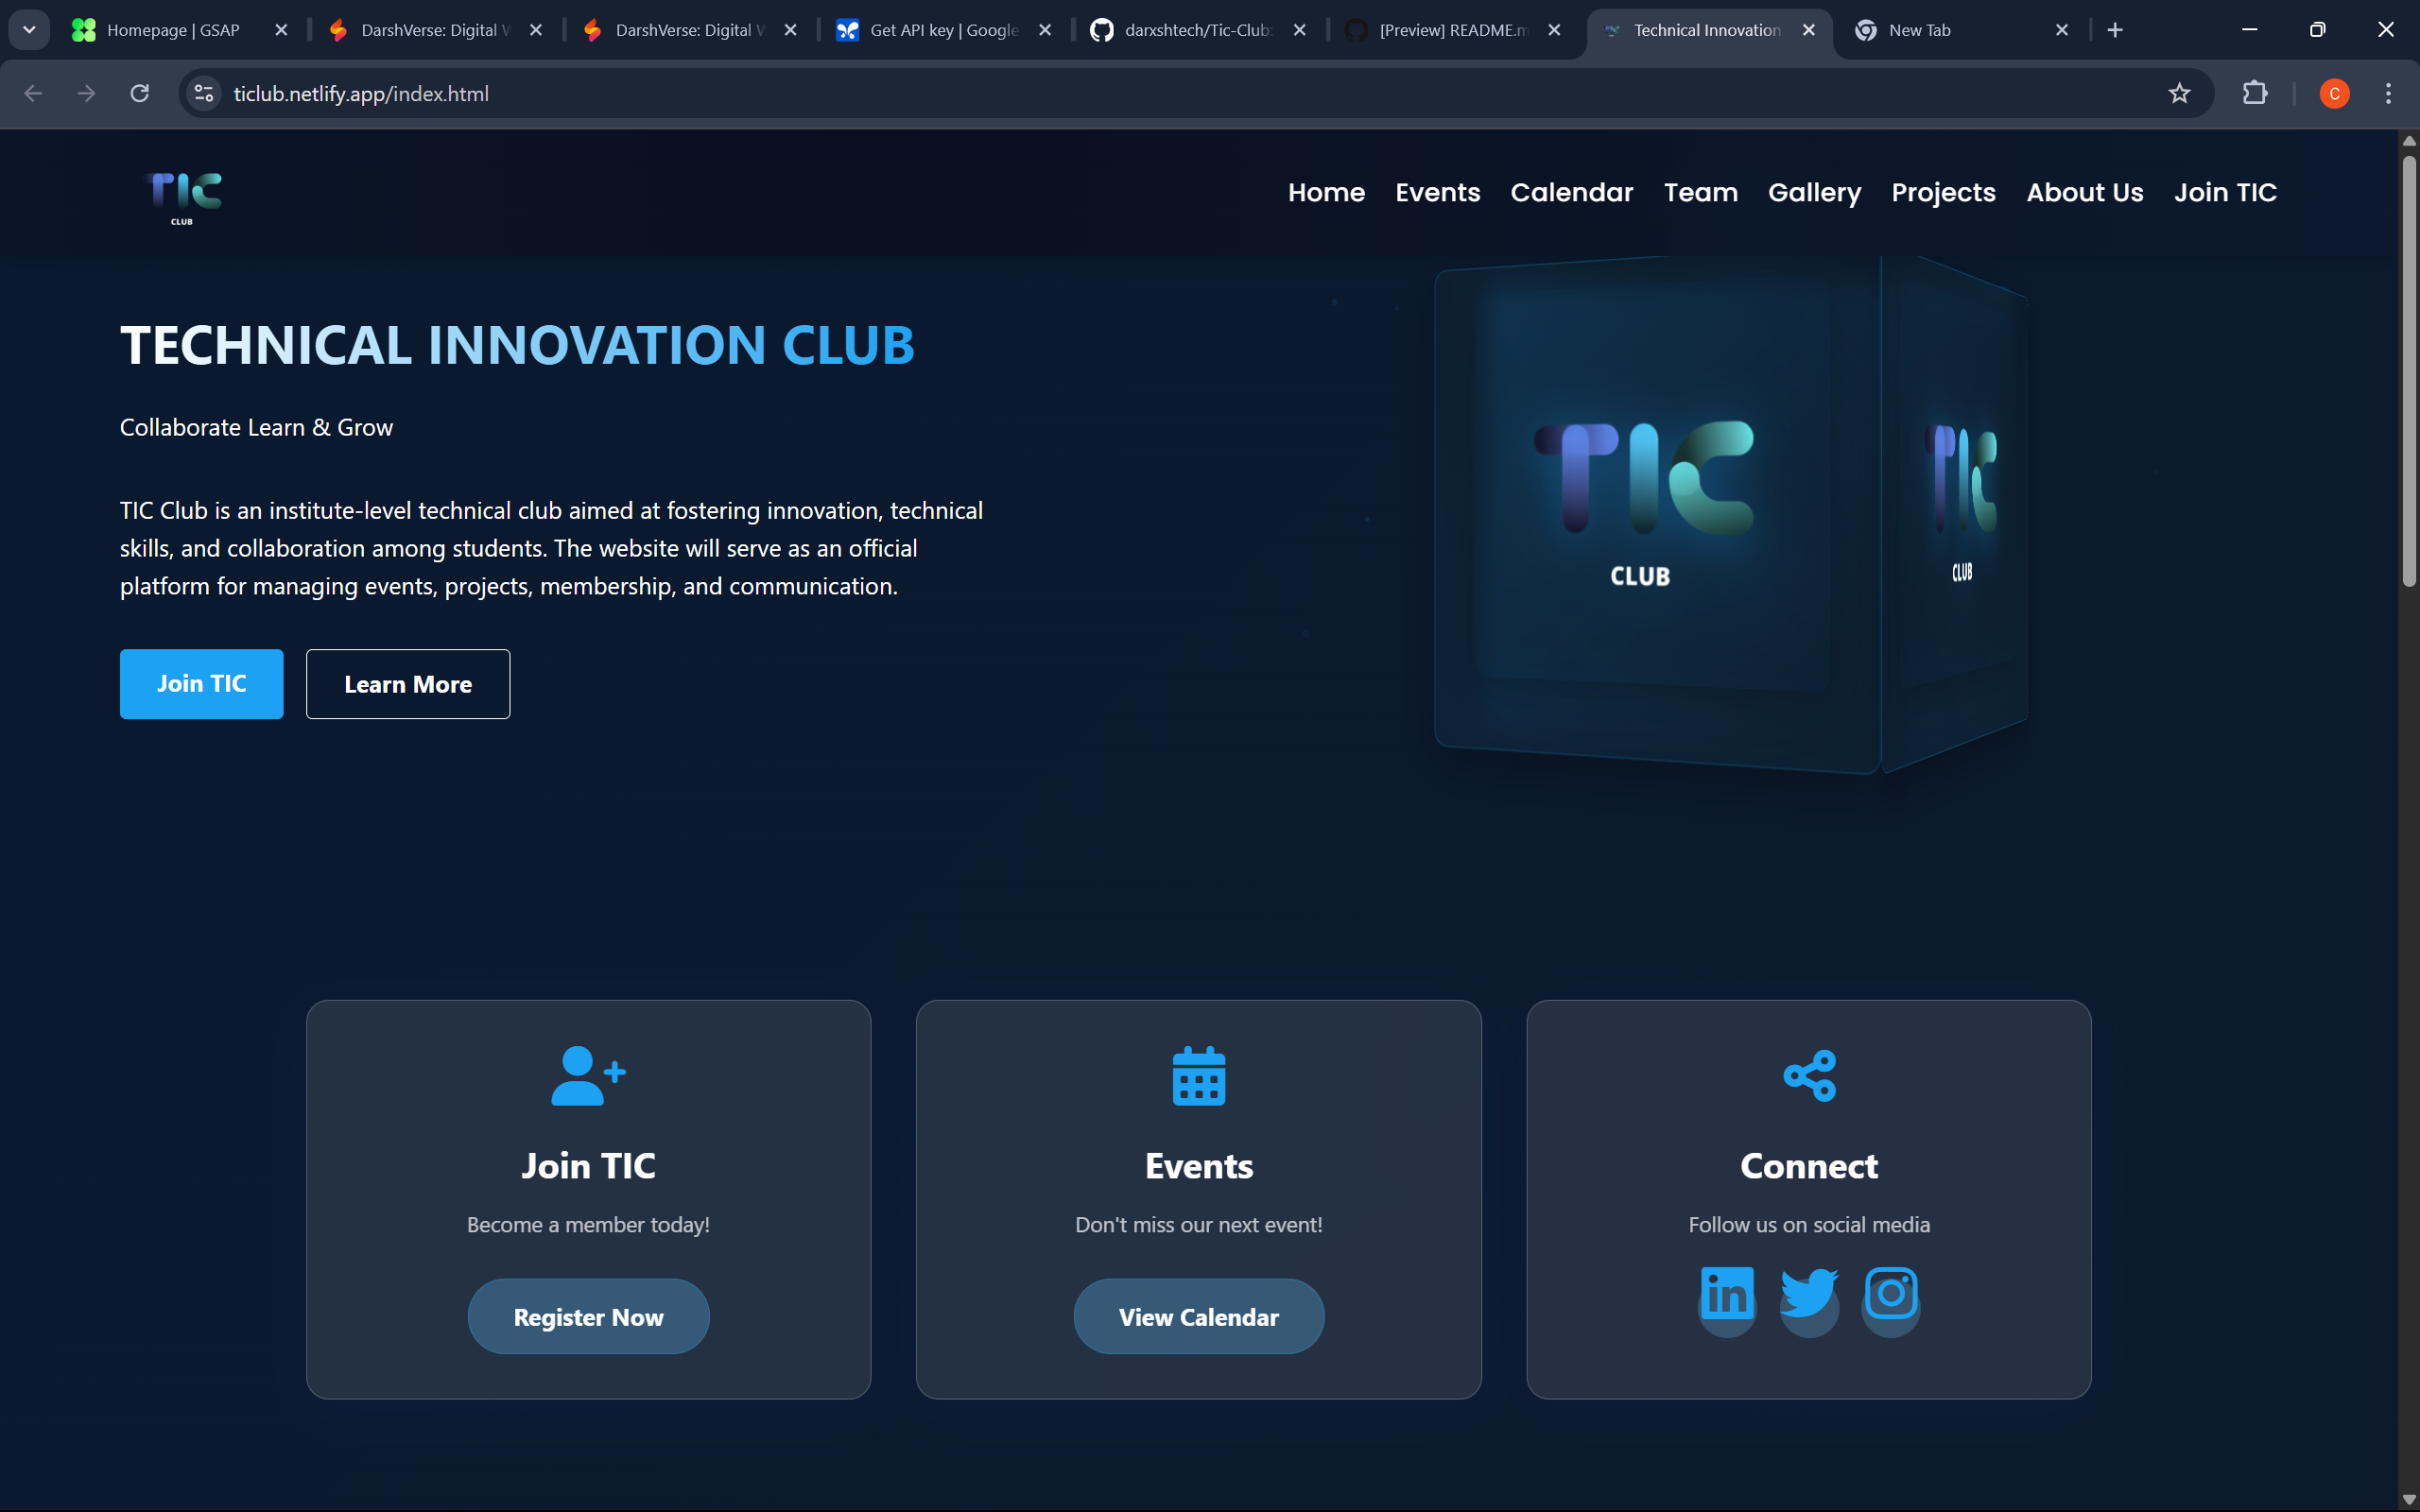 Homepage | GSAP
DarshVerse: Digital W
DarshVerse: Digital W
Get API key | Google
darxshtech/Tic-Club:
[Preview] README.m
Technical Innovation
New Tab
ticlub.netlify.app/index.html
C
TIC
CLUB
Home Events Calendar Team Gallery Projects About Us Join TIC
TECHNICAL INNOVATION CLUB
Collaborate Learn & Grow
TIC Club is an institute-level technical club aimed at fostering innovation, technical
skills, and collaboration among students. The website will serve as an official
platform for managing events, projects, membership, and communication.
Join TIC
Learn More
TIC
CLUB
TIC
CLUB
Join TIC
Become a member today!
Register Now
Events
Don't miss our next event!
View Calendar
Connect
Follow us on social media
in